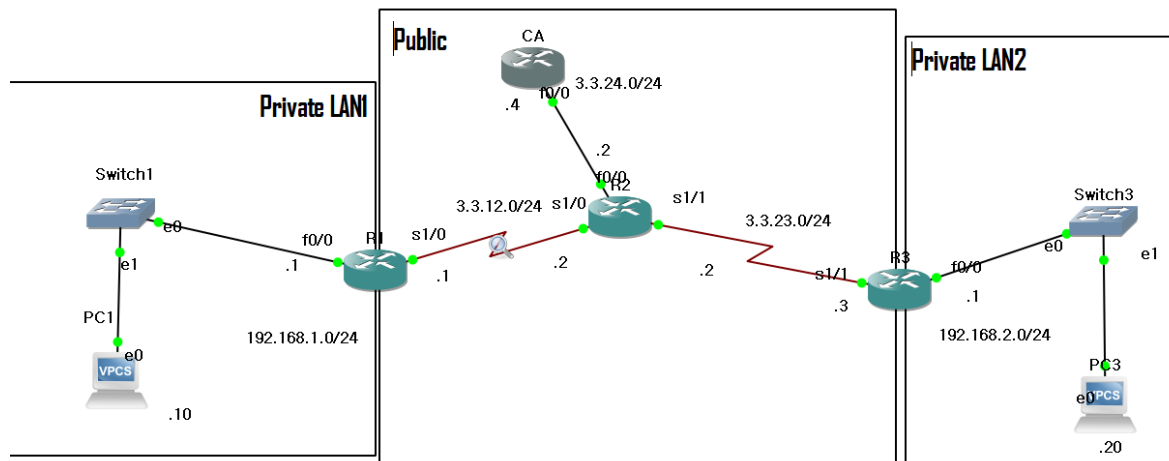 Public
CA
Private LAN2
3.3.24.0/24
f0/0
.4
Private LAN1
.2
f0/0
R2
Switch1
s1/0
s1/1
Switch3
3.3.12.0/24
3.3.23.0/24
e0
f0/0
R1
s1/0
e0
e1
.1
.1
.2
.2
s1/1
R3
f0/0
e1
.3
.1
PC1
192.168.1.0/24
192.168.2.0/24
e0
VPCS
PC3
e0
VPCS
.10
.20